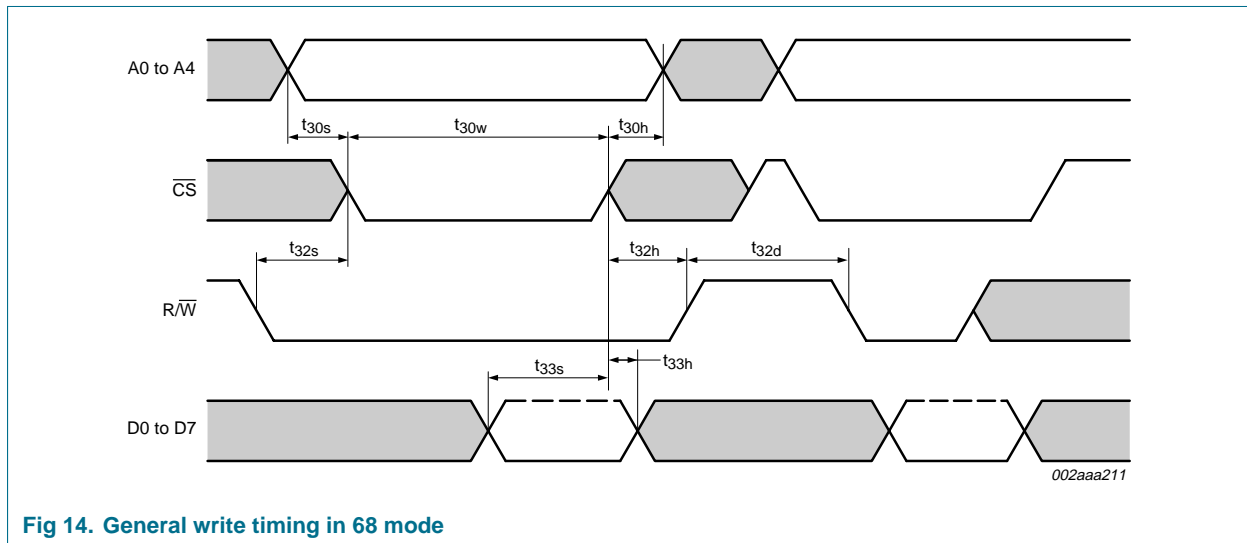 A0 to A4
t30s
t30w
t30h
CS
t32s
t32h
t32d
R/W
t33s
t33h
D0 to D7
002aaa211
Fig 14. General write timing in 68 mode